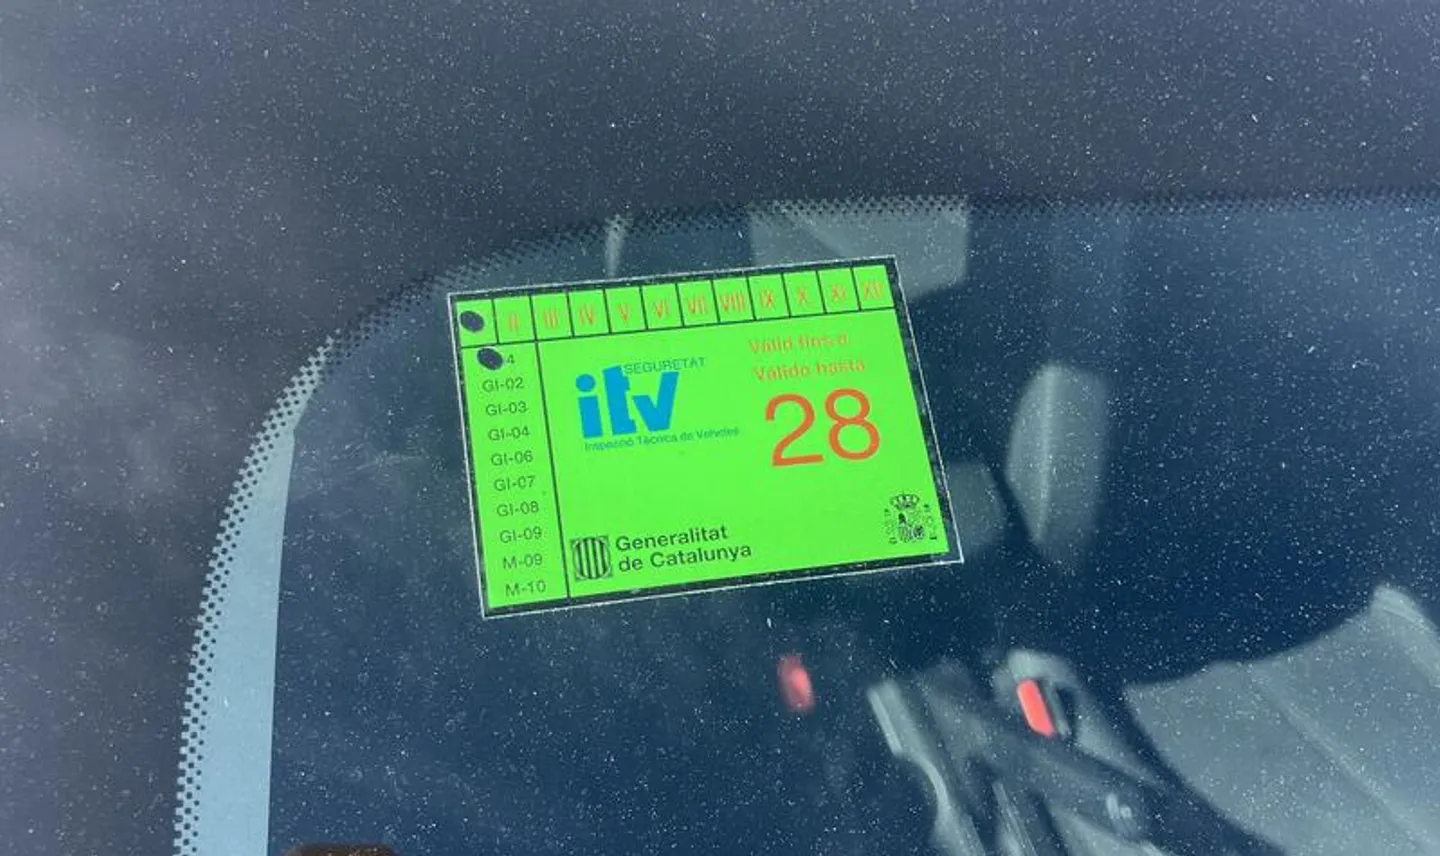 II III IV V VI VII VIII IX X XI XII
4
GI-02
GI-03
GI-04
GI-06
GI-07
GI-08
GI-09
M-09
M-10
SEGURETAT
itv
Inspecció Tècnica de Vehicles
Vàlid fins a
Válido hasta
28
Generalitat
de Catalunya